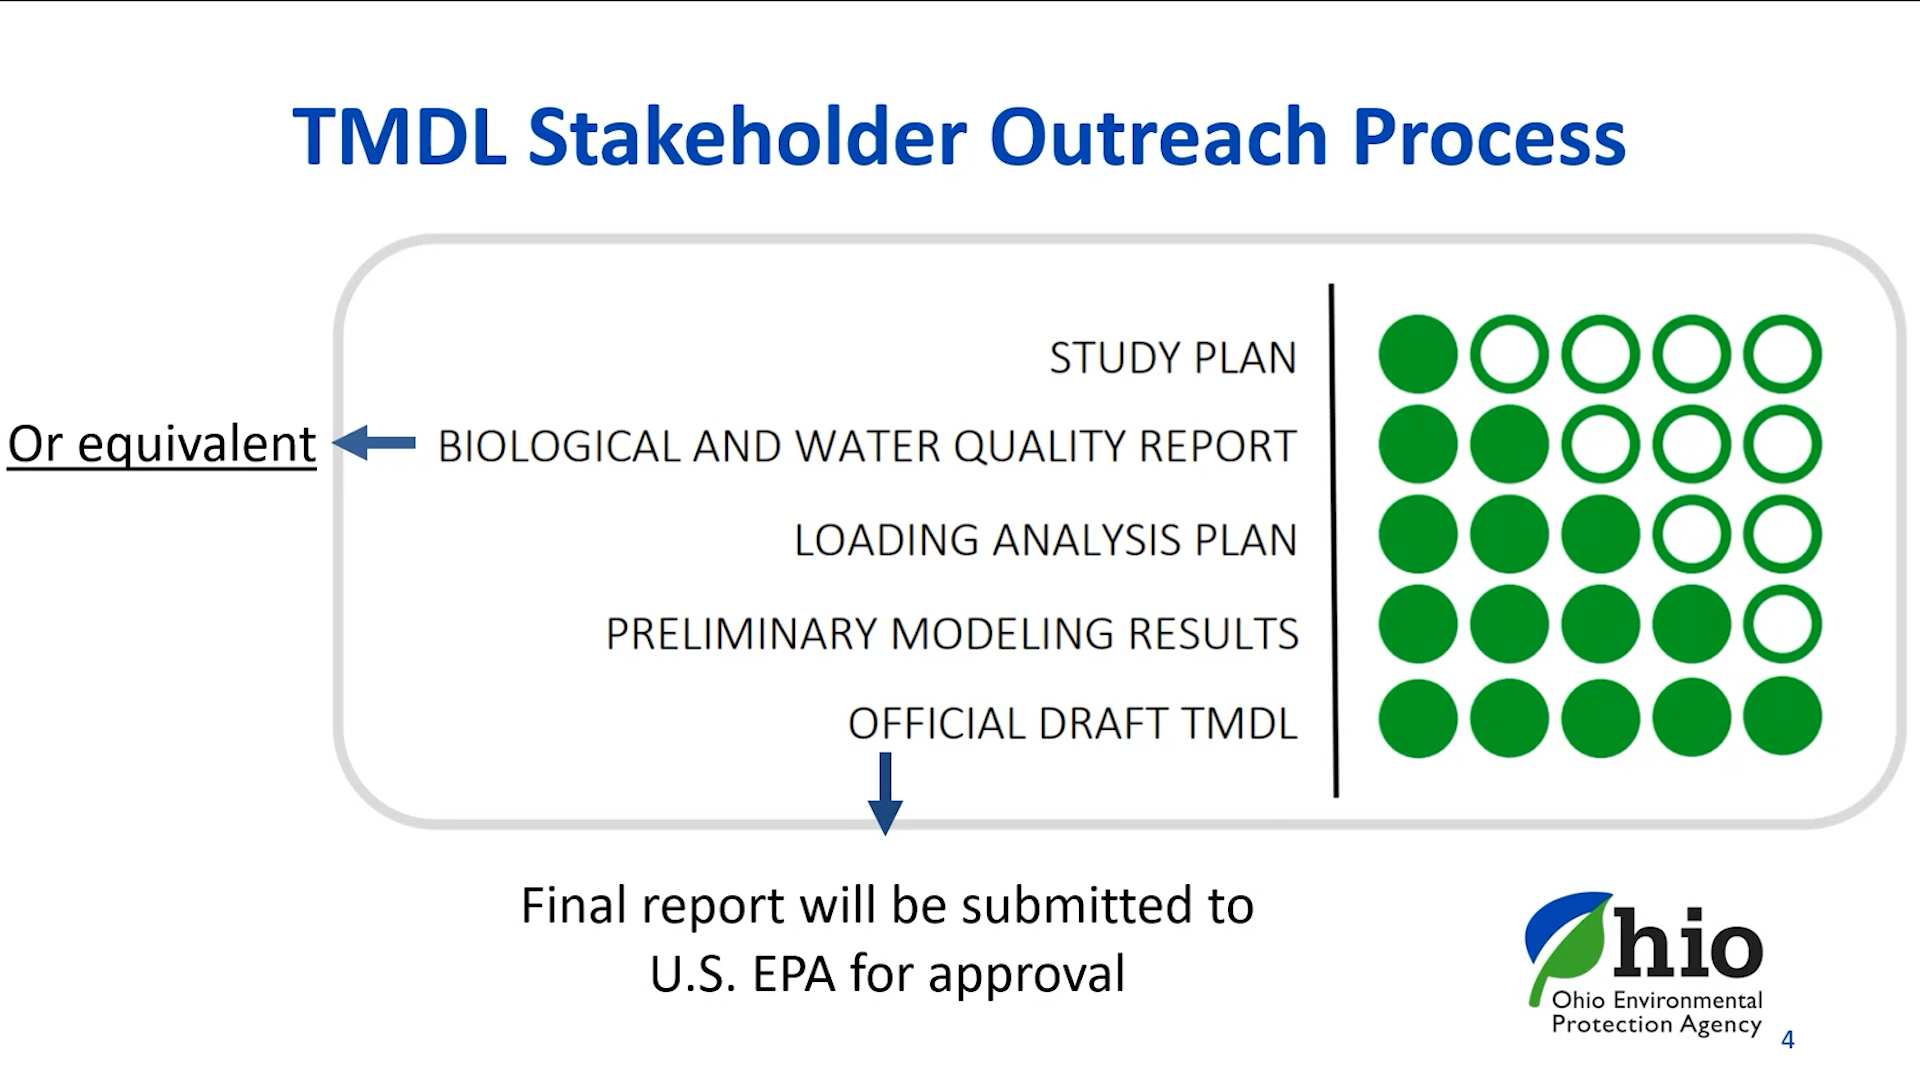 TMDL Stakeholder Outreach Process
STUDY PLAN
Or equivalent
BIOLOGICAL AND WATER QUALITY REPORT
LOADING ANALYSIS PLAN
PRELIMINARY MODELING RESULTS
OFFICIAL DRAFT TMDL
Final report will be submitted to
U.S. EPA for approval
Ohio
Ohio Environmental
Protection Agency
4